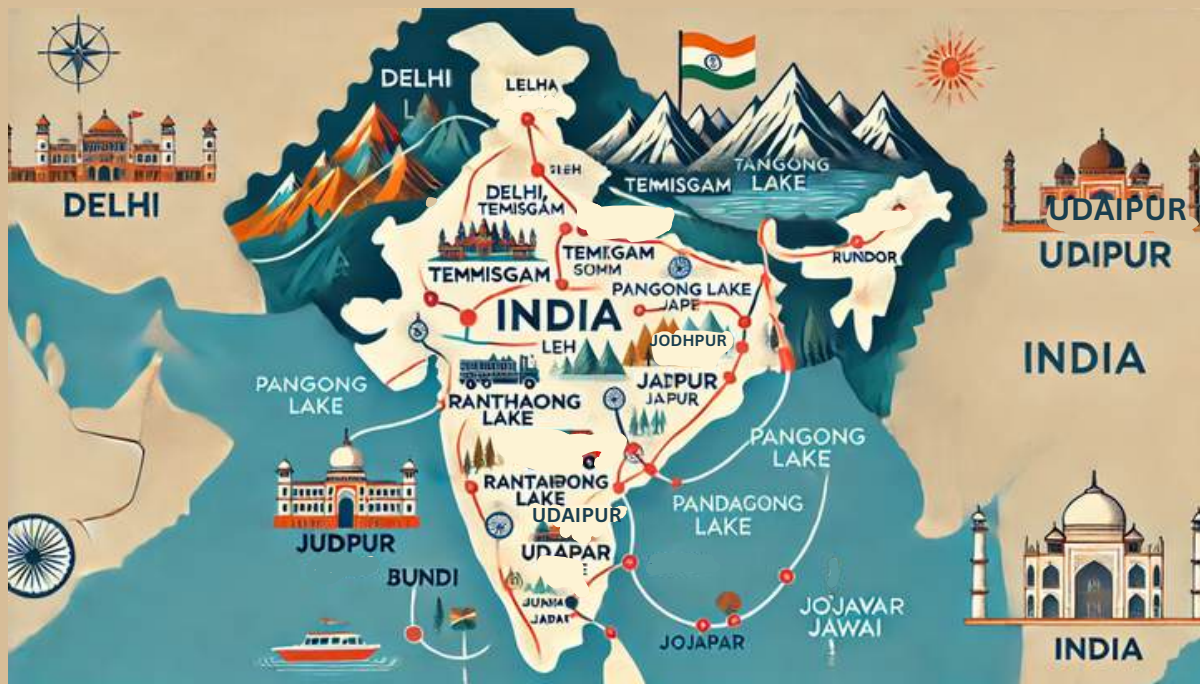 DELHI
LELHA
DELHI
TANGONG
LAKE
TEMISGAM
DELHI,
TEMISGAM
UDAIPUR
UDIPUR
TEMIGAM
SOMM
RUNDOR
TEMMISGAM
PANGONG LAKE
JAPE
INDIA
JODHPUR
LEH
INDIA
PANGONG
LAKE
JADPUR
JAPUR
RANTHAONG
LAKE
PANGONG
LAKE
RANTAIBONG
LAKE
PANDAGONG
LAKE
UDAIPUR
JUDPUR
UDAPAR
BUNDI
JOJAVAR
JAWAI
JOJAPAR
INDIA